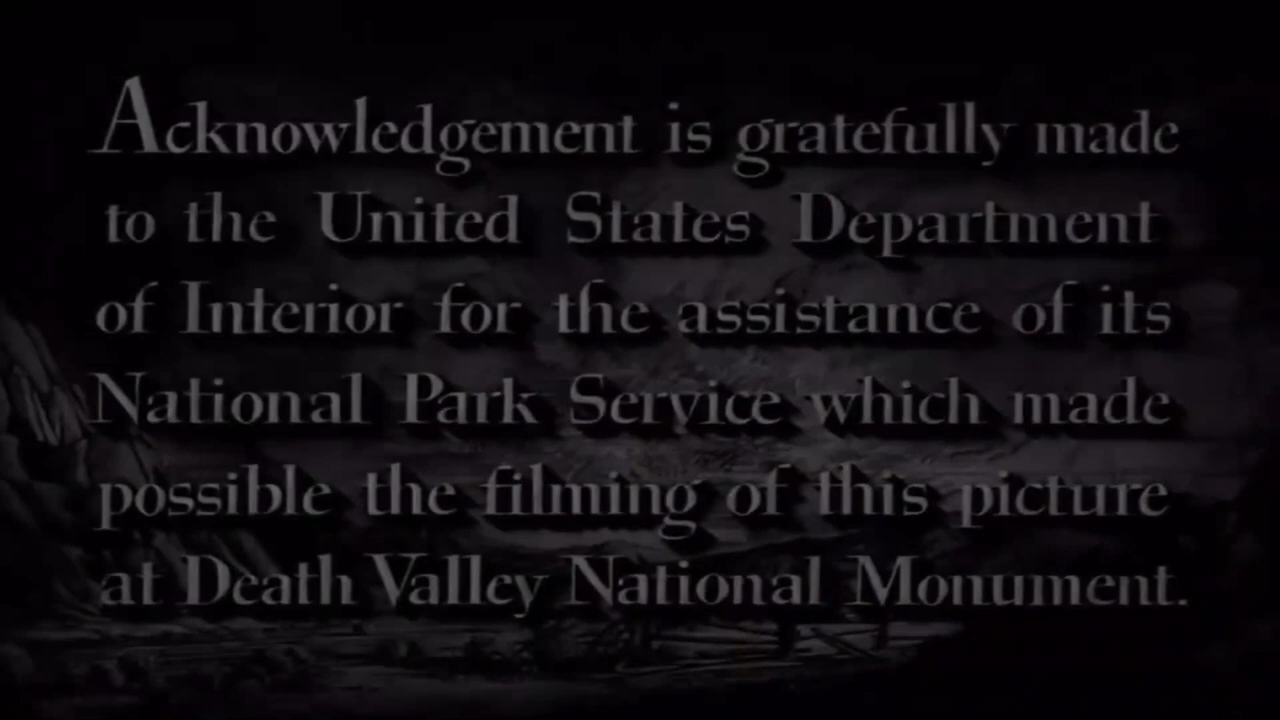 Acknowledgement is gratefully made
to the United States Department
of Interior for the assistance of its
National Park Service which made
possible the filming of this picture
at Death Valley National Monument.